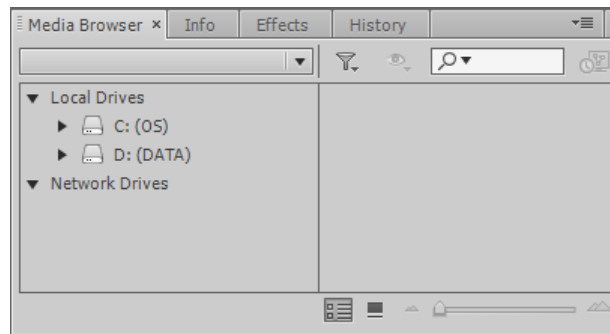 Media Browser × Info Effects History
Local Drives
C: (OS)
D: (DATA)
Network Drives